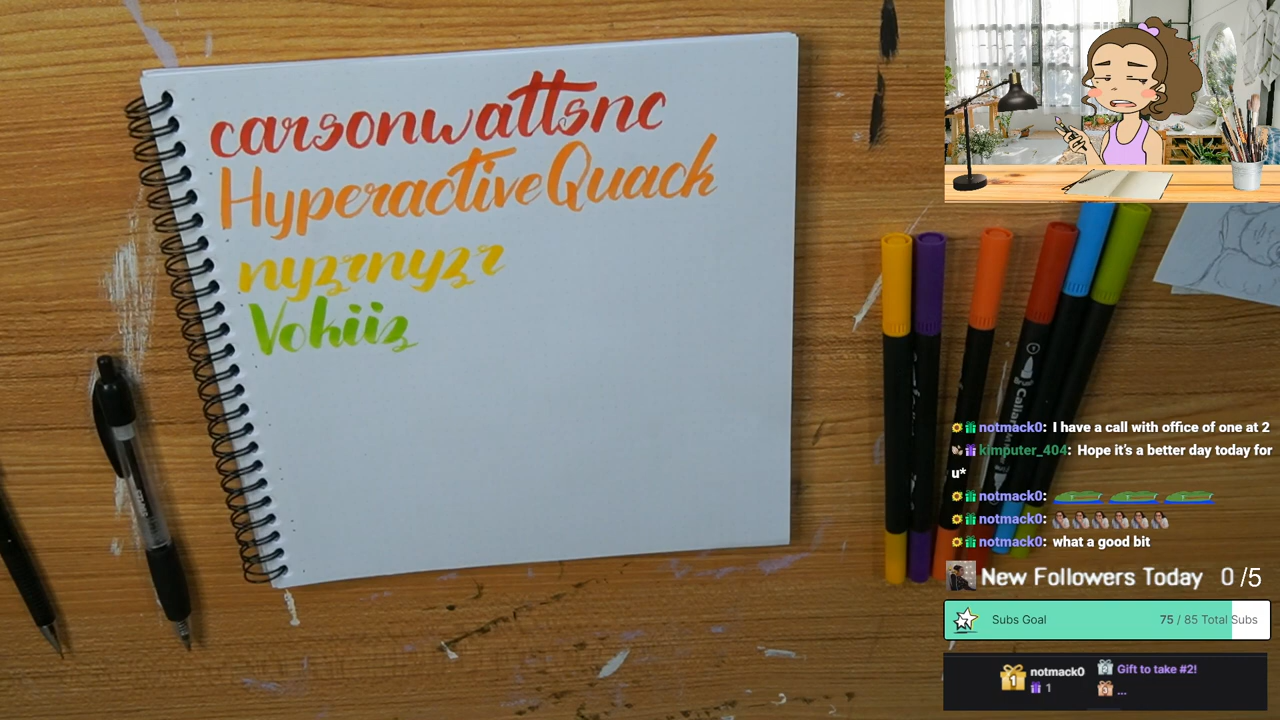 carsonwattsnc
HyperactiveQuack
nyzrnyzr
Vokiiz
notmack0: I have a call with office of one at 2
kimputer_404: Hope it's a better day today for u*
notmack0:
notmack0:
notmack0: what a good bit
New Followers Today 0 /5
Subs Goal 75 / 85 Total Subs
1 notmack0 1
Gift to take #2!
...